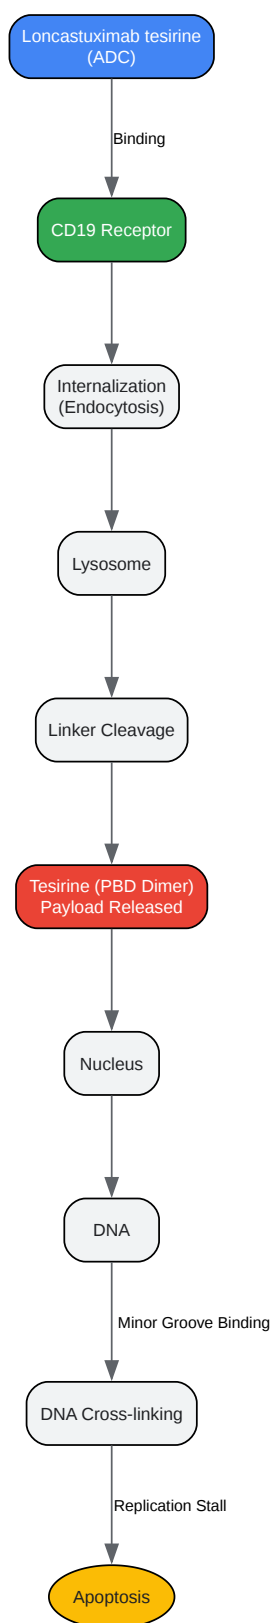 Loncastuximab tesirine
(ADC)
Binding
CD19 Receptor
Internalization
(Endocytosis)
Lysosome
Linker Cleavage
Tesirine (PBD Dimer)
Payload Released
Nucleus
DNA
Minor Groove Binding
DNA Cross-linking
Replication Stall
Apoptosis